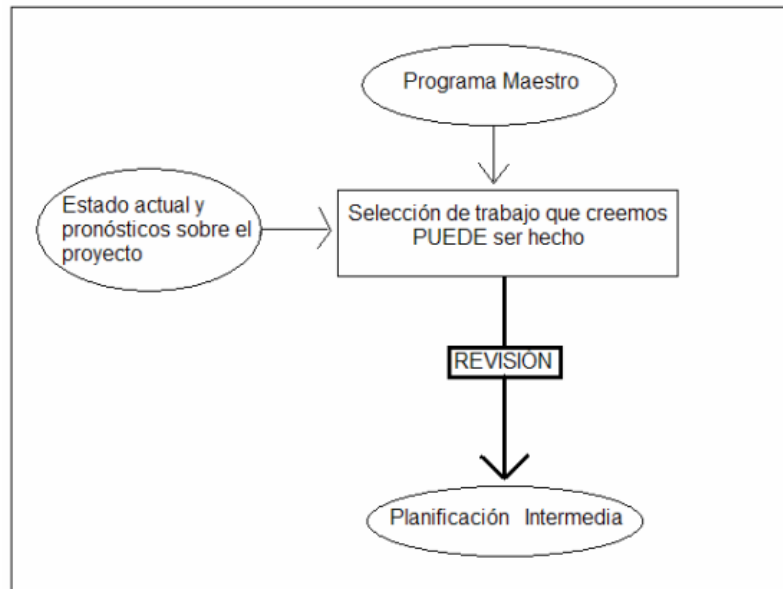 Programa Maestro
Estado actual y
pronósticos sobre el
proyecto
Selección de trabajo que creemos
PUEDE ser hecho
REVISIÓN
Planificación Intermedia